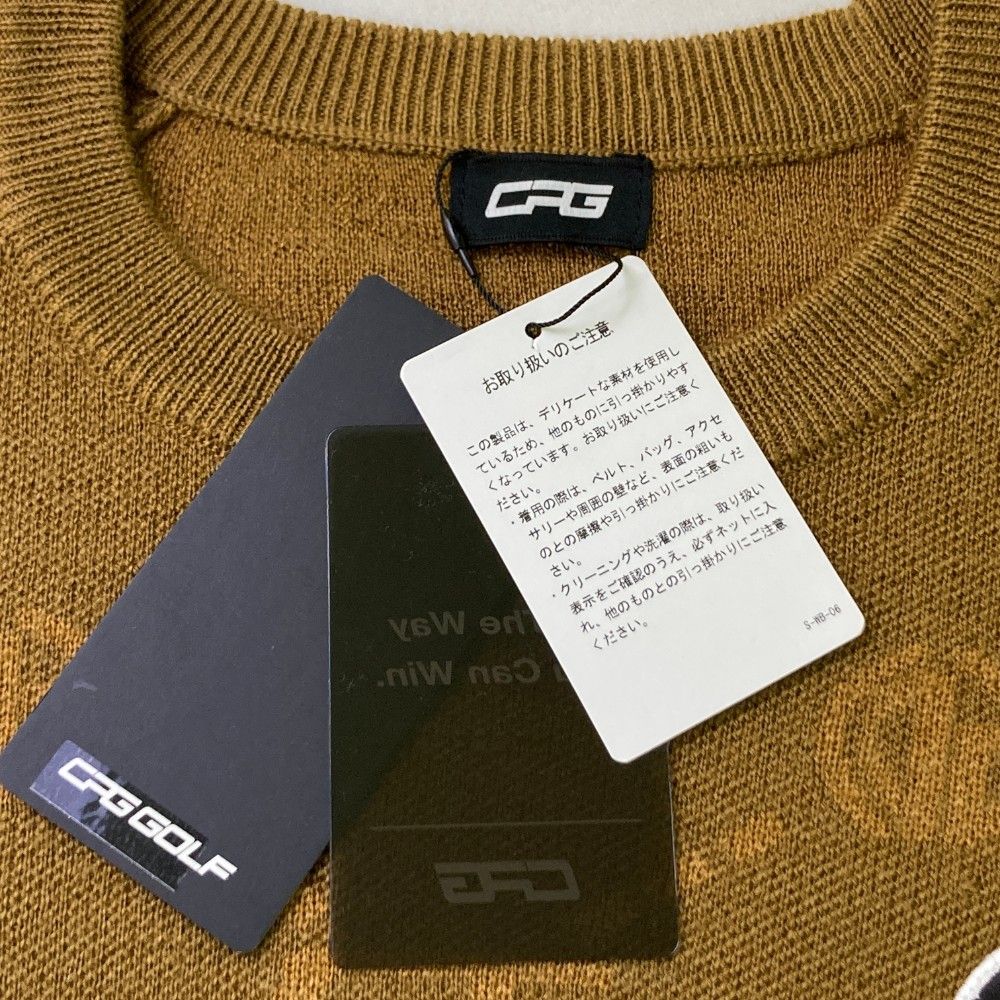 CPG
お取り扱いのご注意
この製品は、デリケートな素材を使用し
ているため、他のものに引っ掛かりやす
くなっています。お取り扱いにご注意く
ださい。
・着用の際は、ベルト、バッグ、アクセ
サリーや周囲の壁など、表面の粗いも
のとの摩擦や引っ掛かりにご注意くだ
さい。
・クリーニングや洗濯の際は、取り扱い
表示をご確認のうえ、必ずネットに入
れ、他のものとの引っ掛かりにご注意
ください。
S-WB-06
The Way
Can Win.
CPG
CPG GOLF